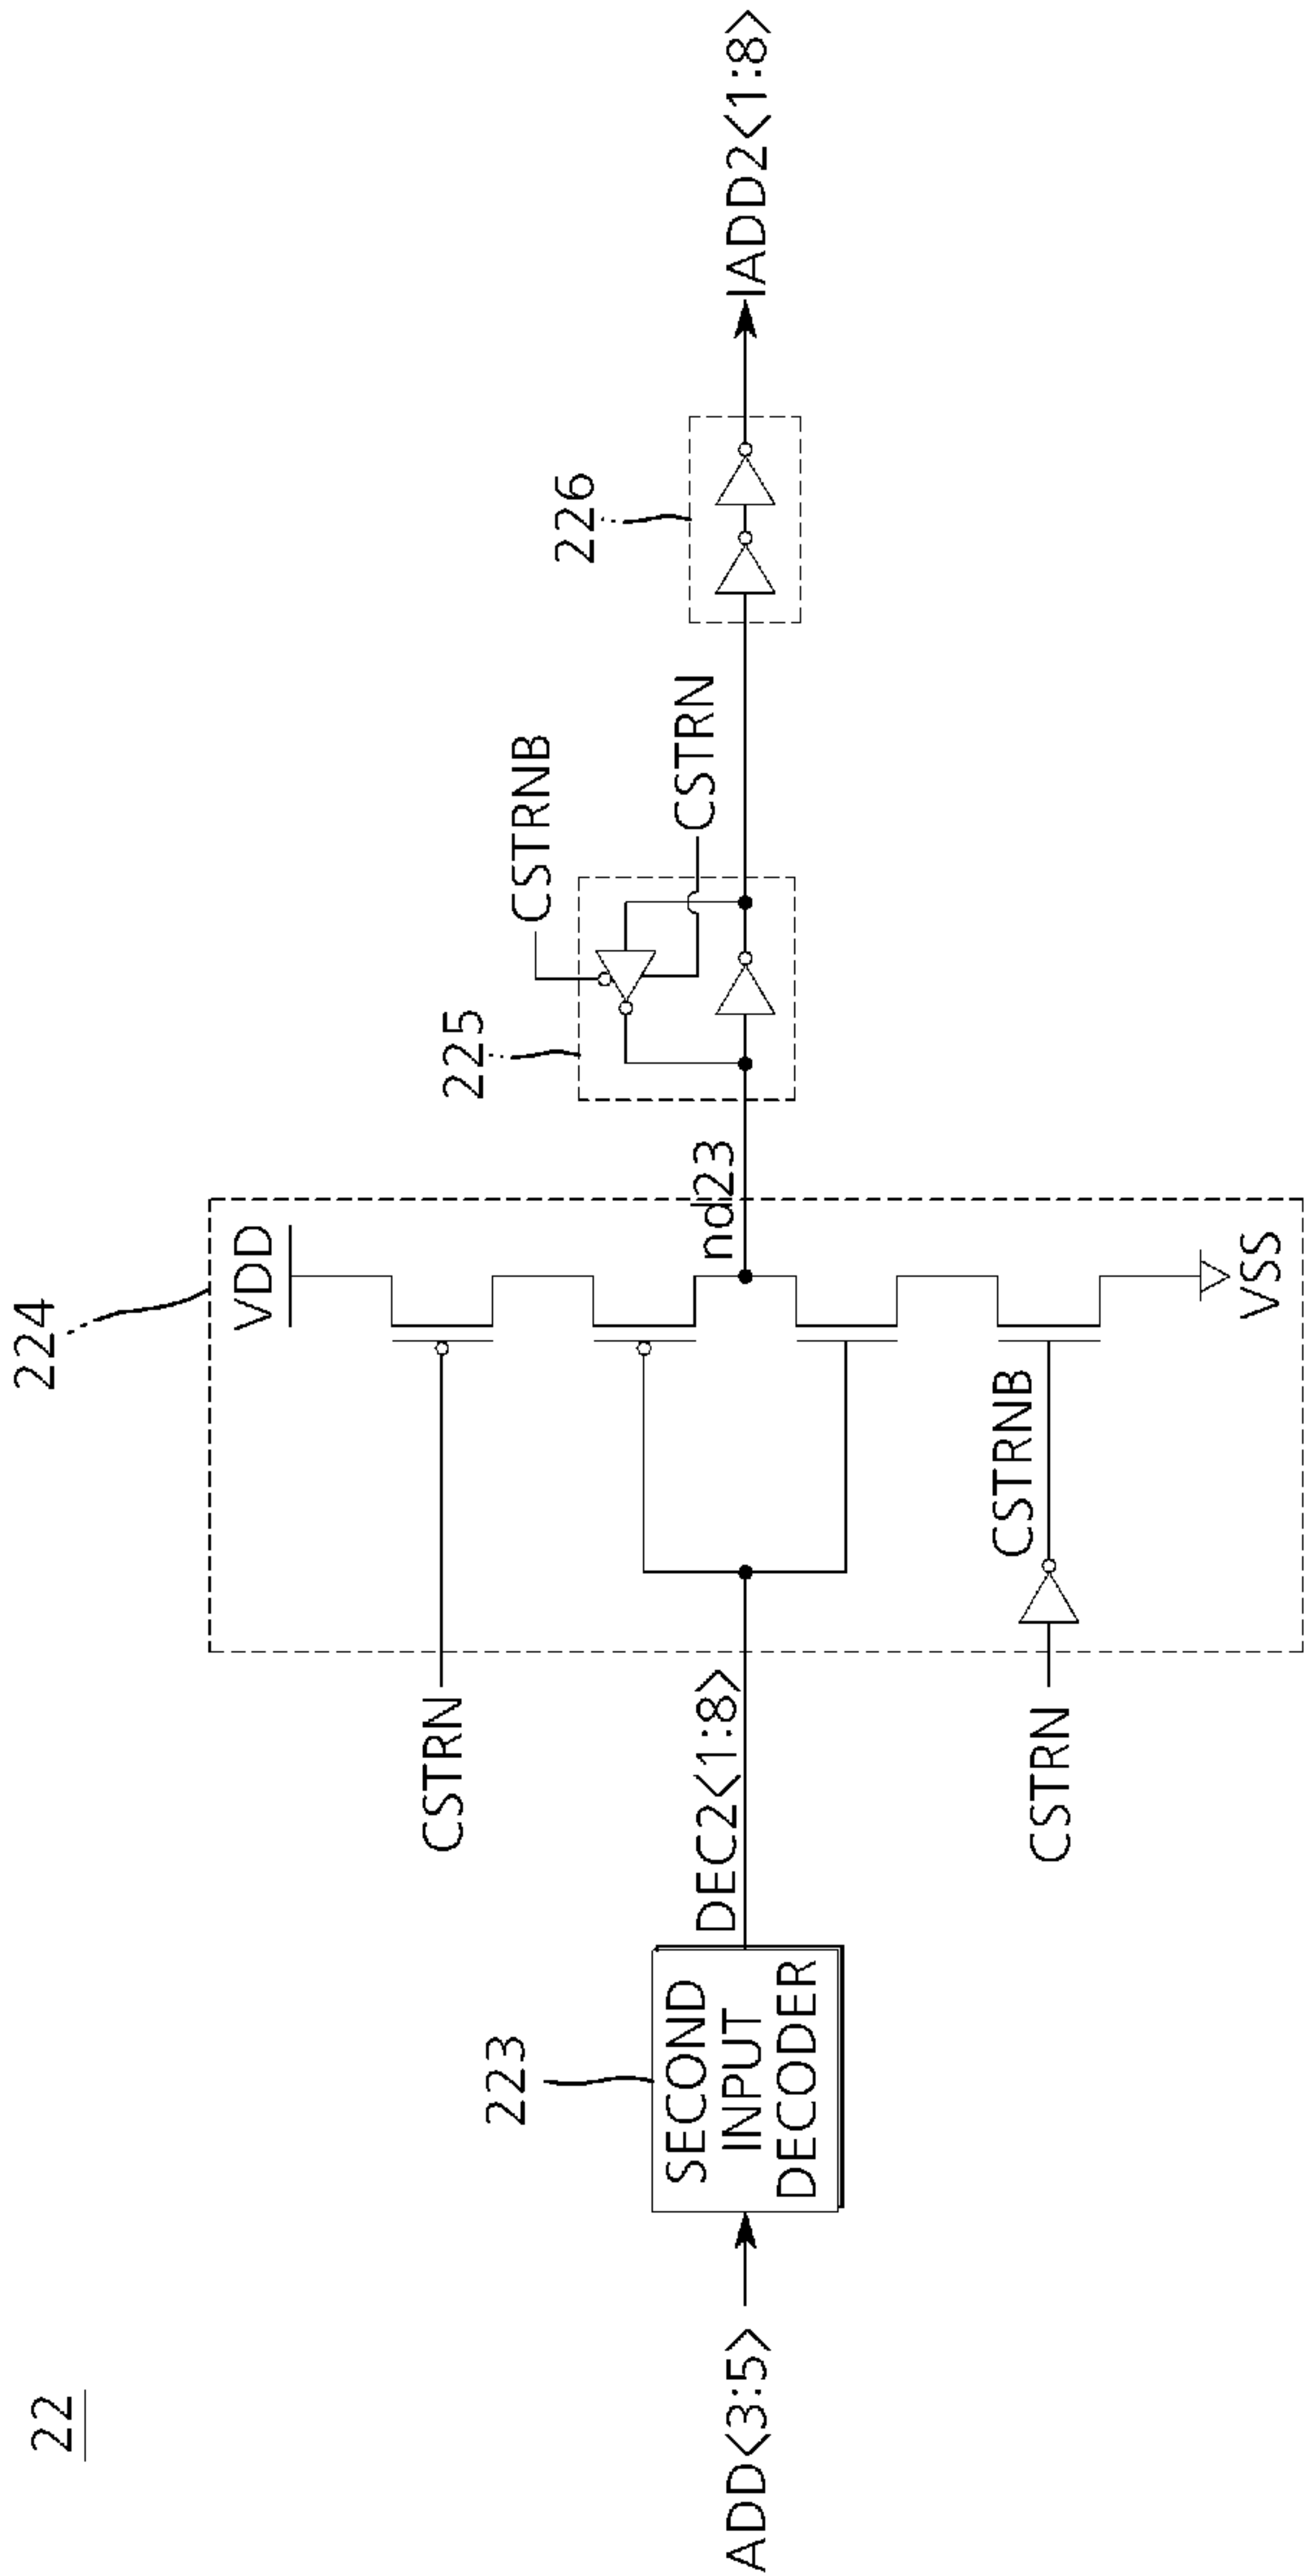 22
224
VDD
CSTRN
ADD<3:5>
223
SECOND
INPUT
DECODER
DEC2<1:8>
nd23
225
CSTRNB
CSTRN
226
IADD2<1:8>
CSTRN
CSTRNB
VSS